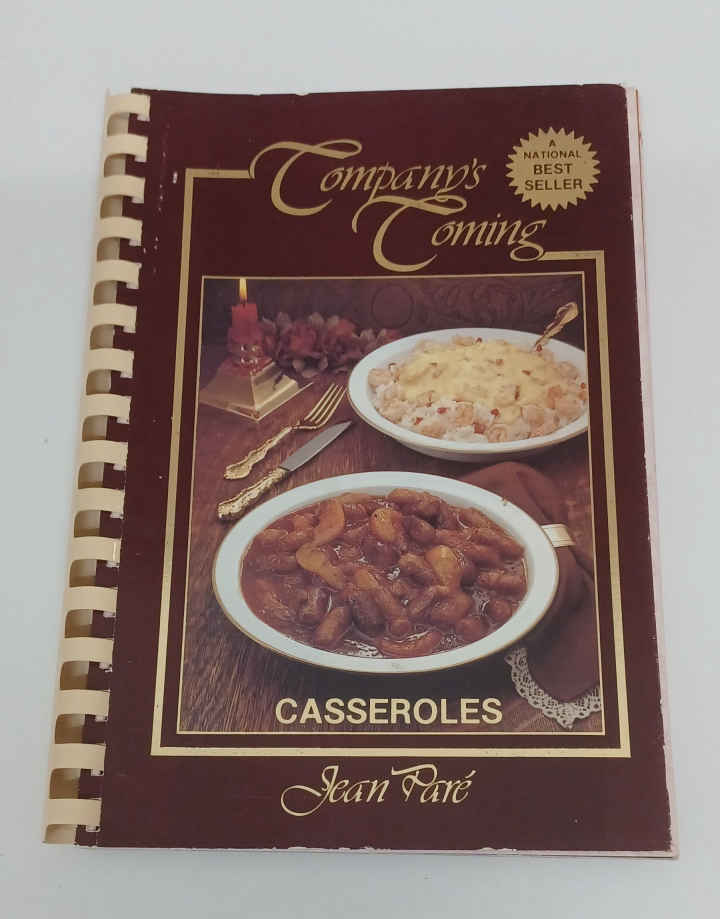 Company's
Coming
A
NATIONAL
BEST
SELLER
CASSEROLES
Jean Paré